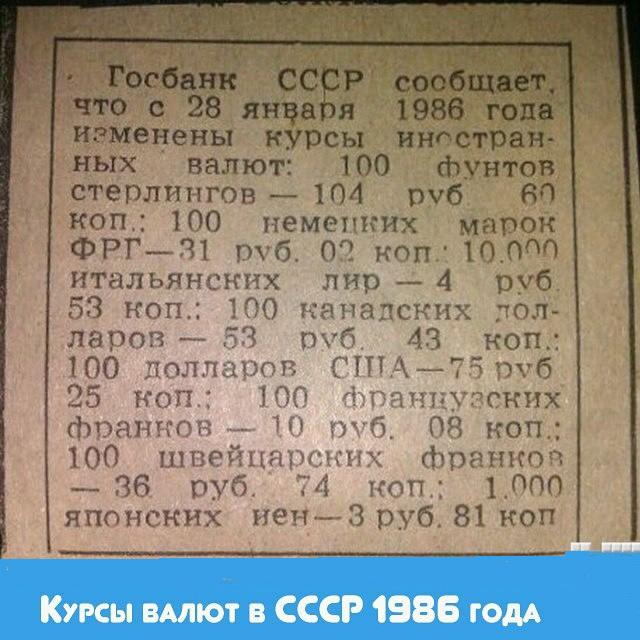 Госбанк СССР сообщает,
что с 28 января 1986 года
изменены курсы иностран-
ных валют: 100 фунтов
стерлингов — 104 руб 60
коп.: 100 немецких марок
ФРГ—31 руб. 02 коп.: 10.000
итальянских лир — 4 руб.
53 коп.: 100 канадских дол-
ларов — 53 руб. 43 коп.:
100 долларов США—75 руб
25 коп.; 100 французских
франков — 10 руб. 08 коп.;
100 швейцарских франков
— 36 руб. 74 коп.; 1.000
японских иен—3 руб. 81 коп
Курсы валют в СССР 1986 года